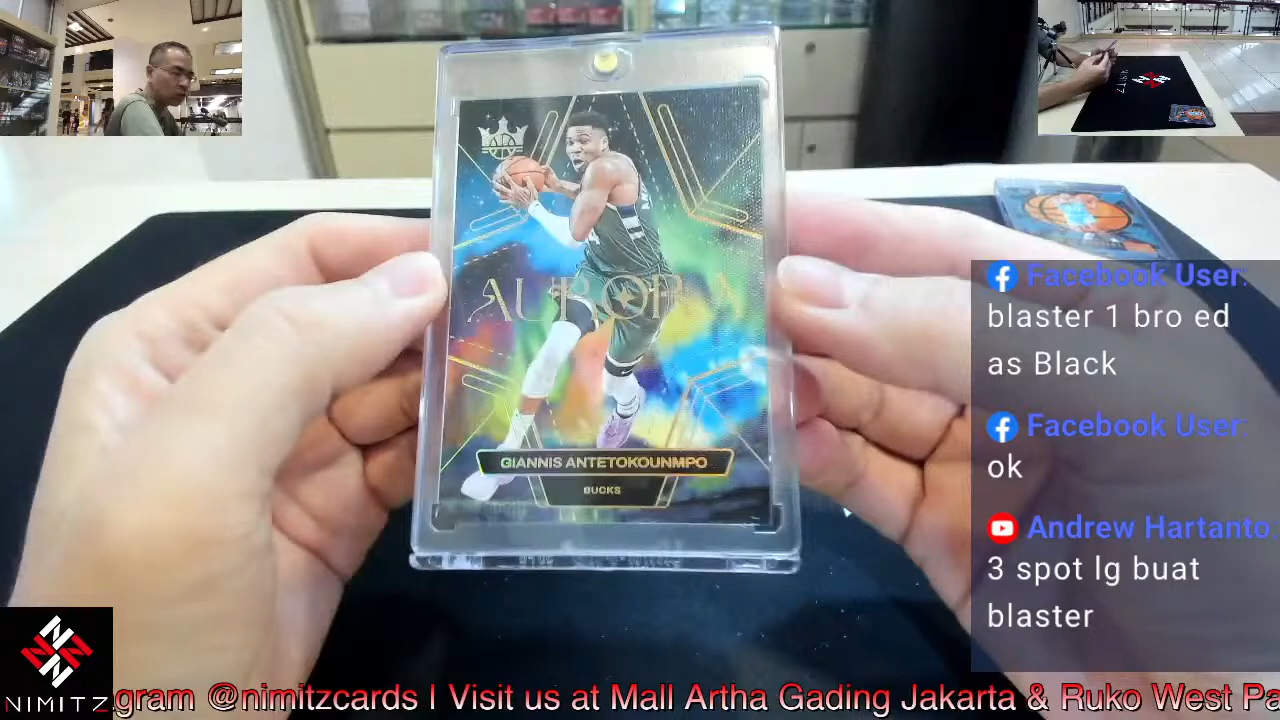 AURORA
GIANNIS ANTETOKOUNMPO
BUCKS
Facebook User:
blaster 1 bro ed
as Black
Facebook User:
ok
Andrew Hartanto:
3 spot lg buat
blaster
NIMITZ
gram @nimitzcards I Visit us at Mall Artha Gading Jakarta & Ruko West Pa